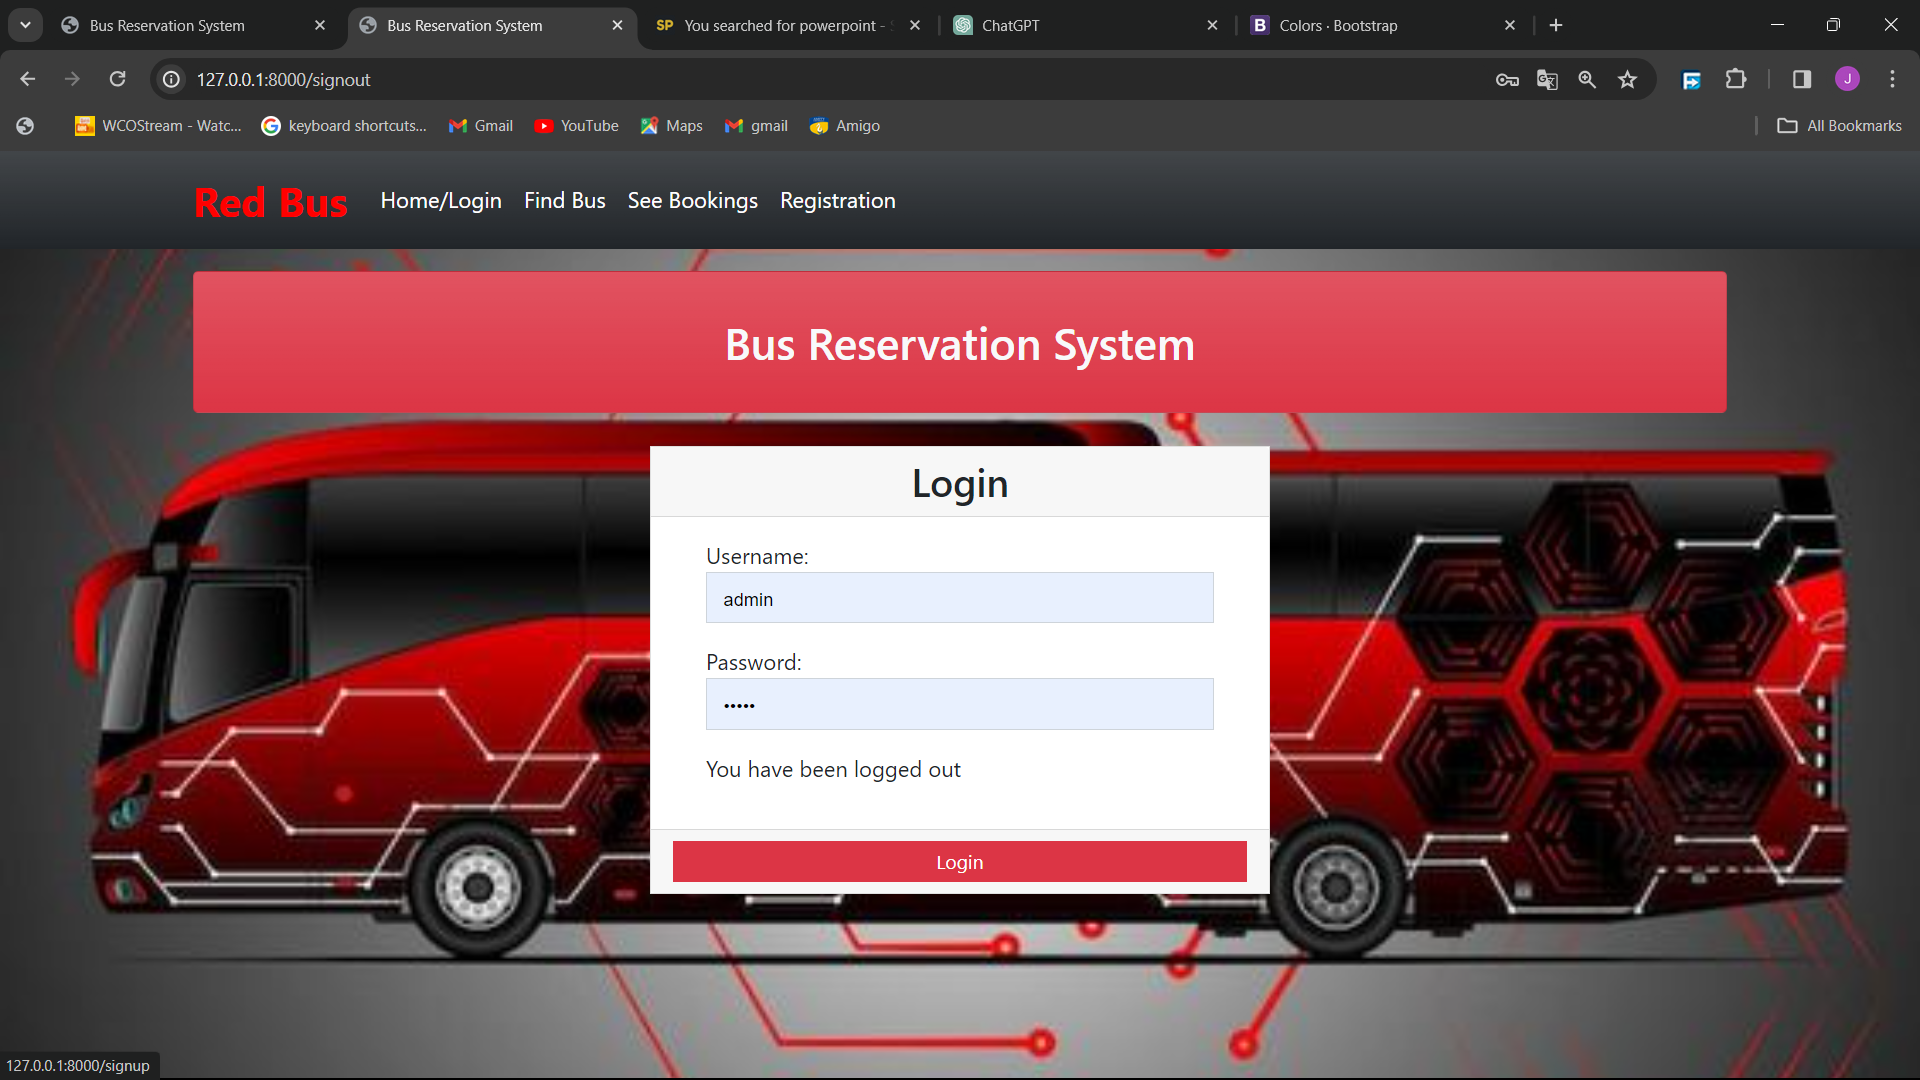 Bus Reservation System
Bus Reservation System
SP You searched for powerpoint -
ChatGPT
B Colors · Bootstrap
127.0.0.1:8000/signout
J
WCOStream - Watc...
keyboard shortcuts...
Gmail
YouTube
Maps
gmail
Amigo
All Bookmarks
Red Bus
Home/Login
Find Bus
See Bookings
Registration
Bus Reservation System
Login
Username:
admin
Password:
•••••
You have been logged out
Login
127.0.0.1:8000/signup